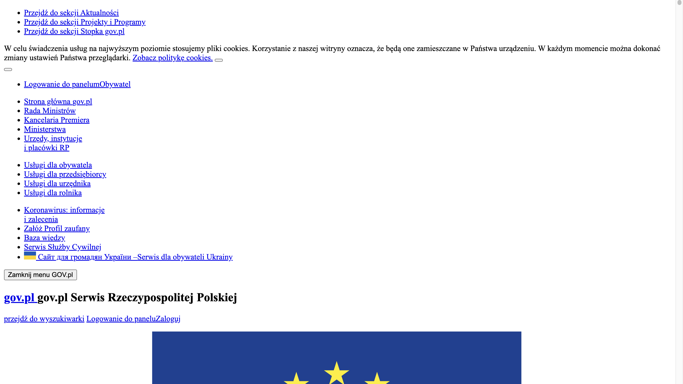 Przejdź do sekcji Aktualności
Przejdź do sekcji Projekty i Programy
Przejdź do sekcji Stopka gov.pl
W celu świadczenia usług na najwyższym poziomie stosujemy pliki cookies. Korzystanie z naszej witryny oznacza, że będą one zamieszczane w Państwa urządzeniu. W każdym momencie można dokonać
zmiany ustawień Państwa przeglądarki. Zobacz politykę cookies.
Logowanie do panelumObywatel
Strona główna gov.pl
Rada Ministrów
Kancelaria Premiera
Ministerstwa
Urzędy, instytucje
i placówki RP
Usługi dla obywatela
Usługi dla przedsiębiorcy
Usługi dla urzędnika
Usługi dla rolnika
Koronawirus: informacje
i zalecenia
Załóż Profil zaufany
Baza wiedzy
Serwis Służby Cywilnej
Сайт для громадян України –Serwis dla obywateli Ukrainy
Zamknij menu GOV.pl
gov.pl gov.pl Serwis Rzeczypospolitej Polskiej
przejdź do wyszukiwarki Logowanie do paneluZaloguj